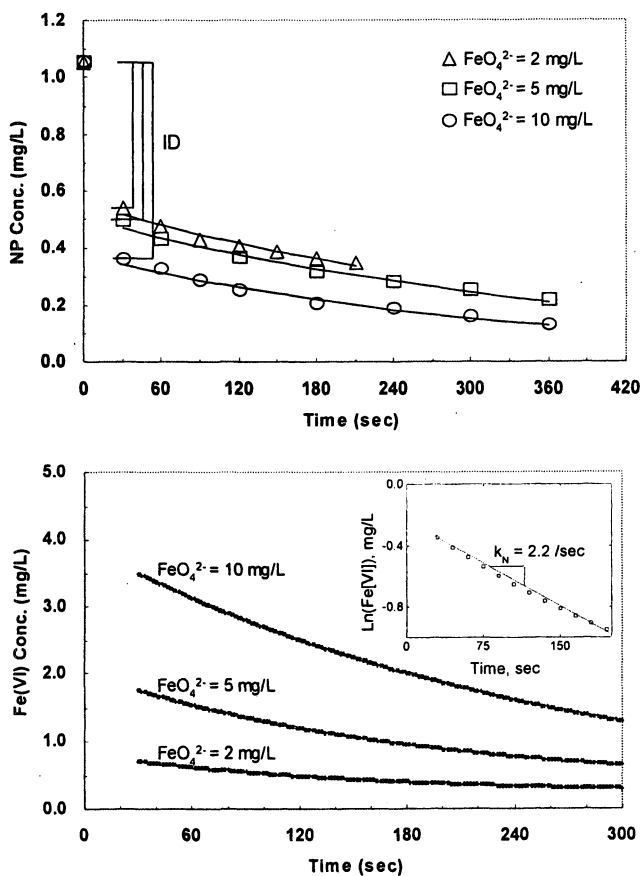 1.2
1.0
0.8
0.6
0.4
0.2
0.0
NP Conc. (mg/L)
ID
FeO₄²⁻ = 2 mg/L
FeO₄²⁻ = 5 mg/L
FeO₄²⁻ = 10 mg/L
0 60 120 180 240 300 360 420
Time (sec)
5.0
4.0
3.0
2.0
1.0
0.0
Fe(VI) Conc. (mg/L)
FeO₄²⁻ = 10 mg/L
FeO₄²⁻ = 5 mg/L
FeO₄²⁻ = 2 mg/L
0.0
-0.4
-0.8
Ln(Fe[VI]), mg/L
k_N = 2.2 /sec
0 75 150
Time, sec
0 60 120 180 240 300
Time (sec)